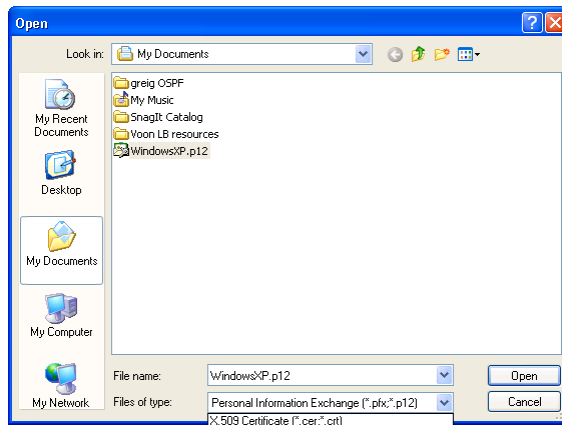 Open
Look in:
My Documents
greig OSPF
My Music
SnagIt Catalog
Voon LB resources
WindowsXP.p12
My Recent
Documents
Desktop
My Documents
My Computer
My Network
File name:
WindowsXP.p12
Open
Files of type:
Personal Information Exchange (*.pfx;*.p12)
Cancel
X.509 Certificate (*.cer;*.crt)